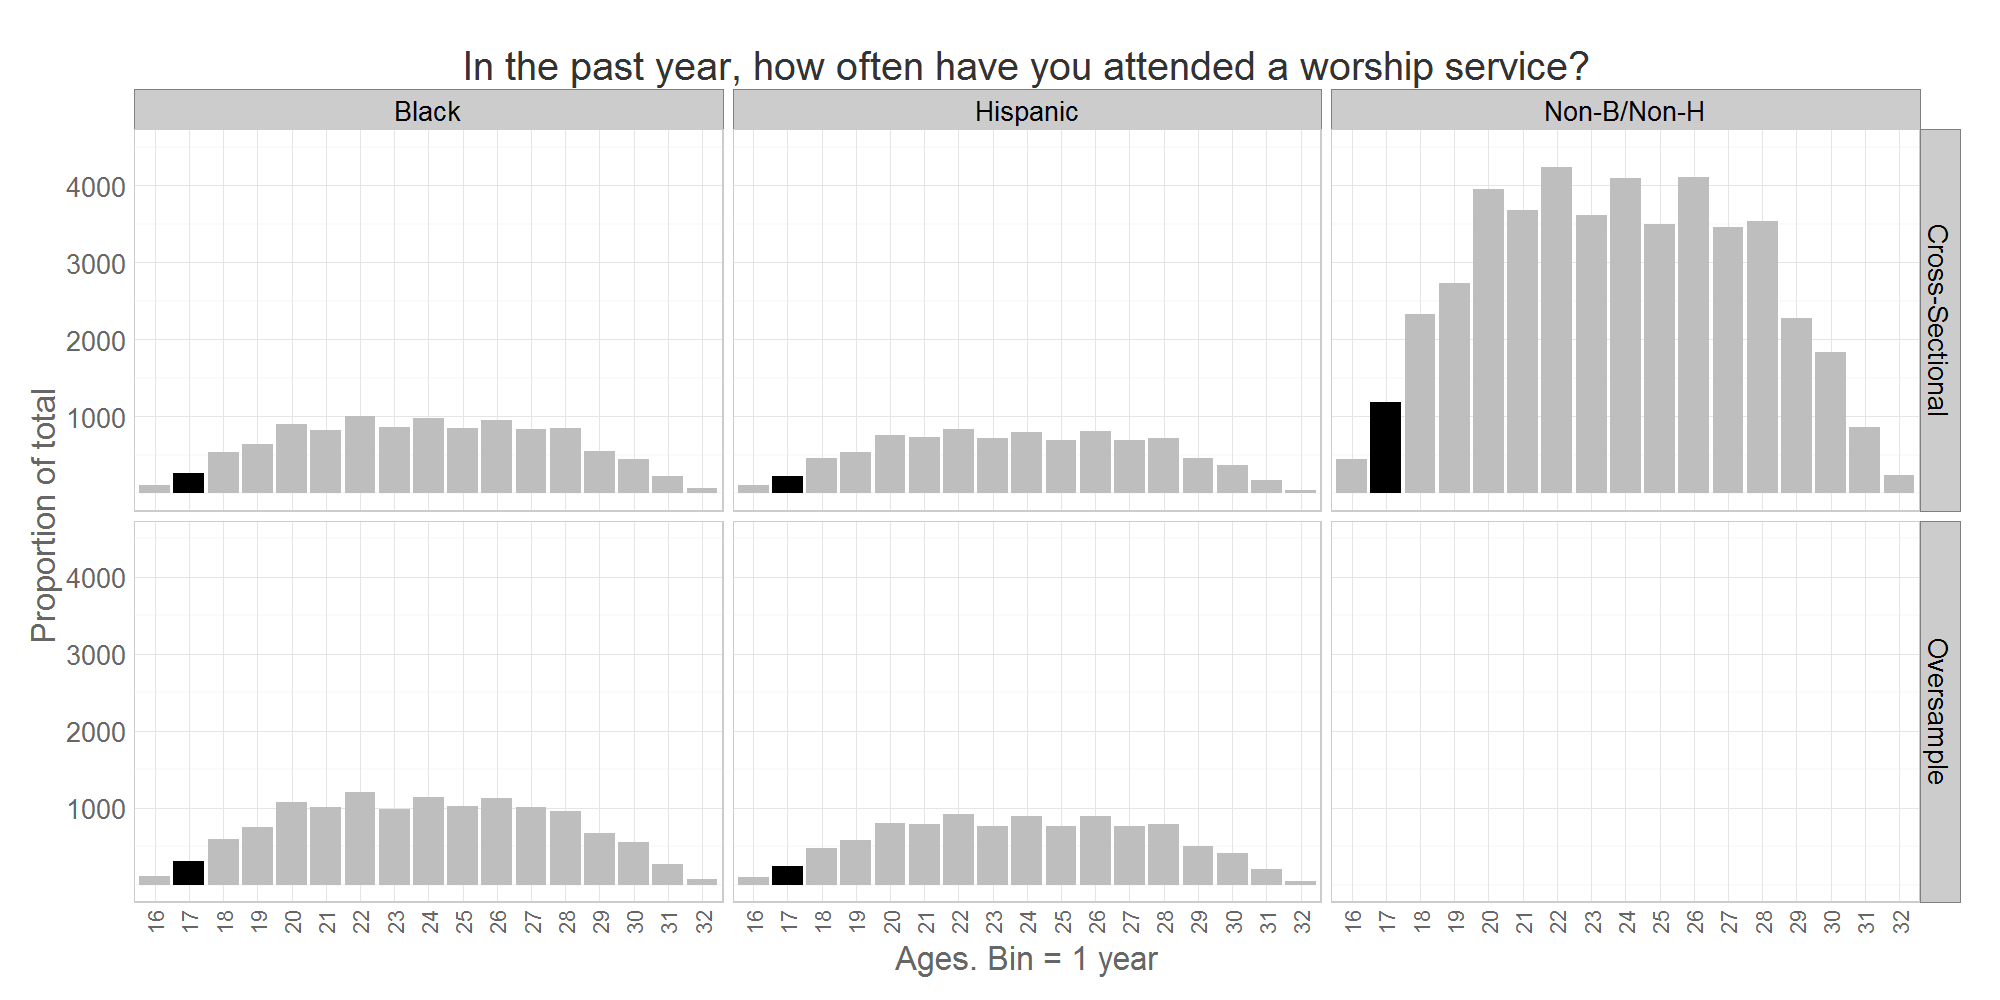 In the past year, how often have you attended a worship service?
Black
Hispanic
Non-B/Non-H
4000
3000
2000
1000
Cross-Sectional
Proportion of total
4000
3000
2000
1000
Oversample
16 17 18 19 20 21 22 23 24 25 26 27 28 29 30 31 32
16 17 18 19 20 21 22 23 24 25 26 27 28 29 30 31 32
16 17 18 19 20 21 22 23 24 25 26 27 28 29 30 31 32
Ages. Bin = 1 year